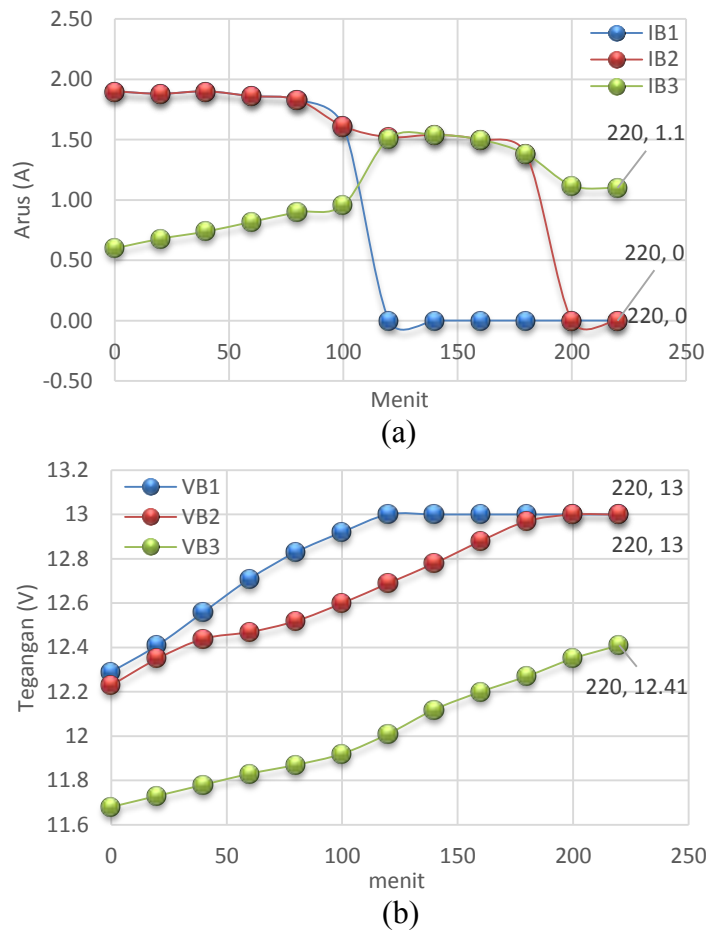 2.50
2.00
1.50
1.00
0.50
0.00
-0.50
0
50
100
150
200
250
Arus (A)
Menit
IB1
IB2
IB3
220, 1.1
220, 0
220, 0
(a)
13.2
13
12.8
12.6
12.4
12.2
12
11.8
11.6
0
50
100
150
200
250
Tegangan (V)
menit
VB1
VB2
VB3
220, 13
220, 13
220, 12.41
(b)